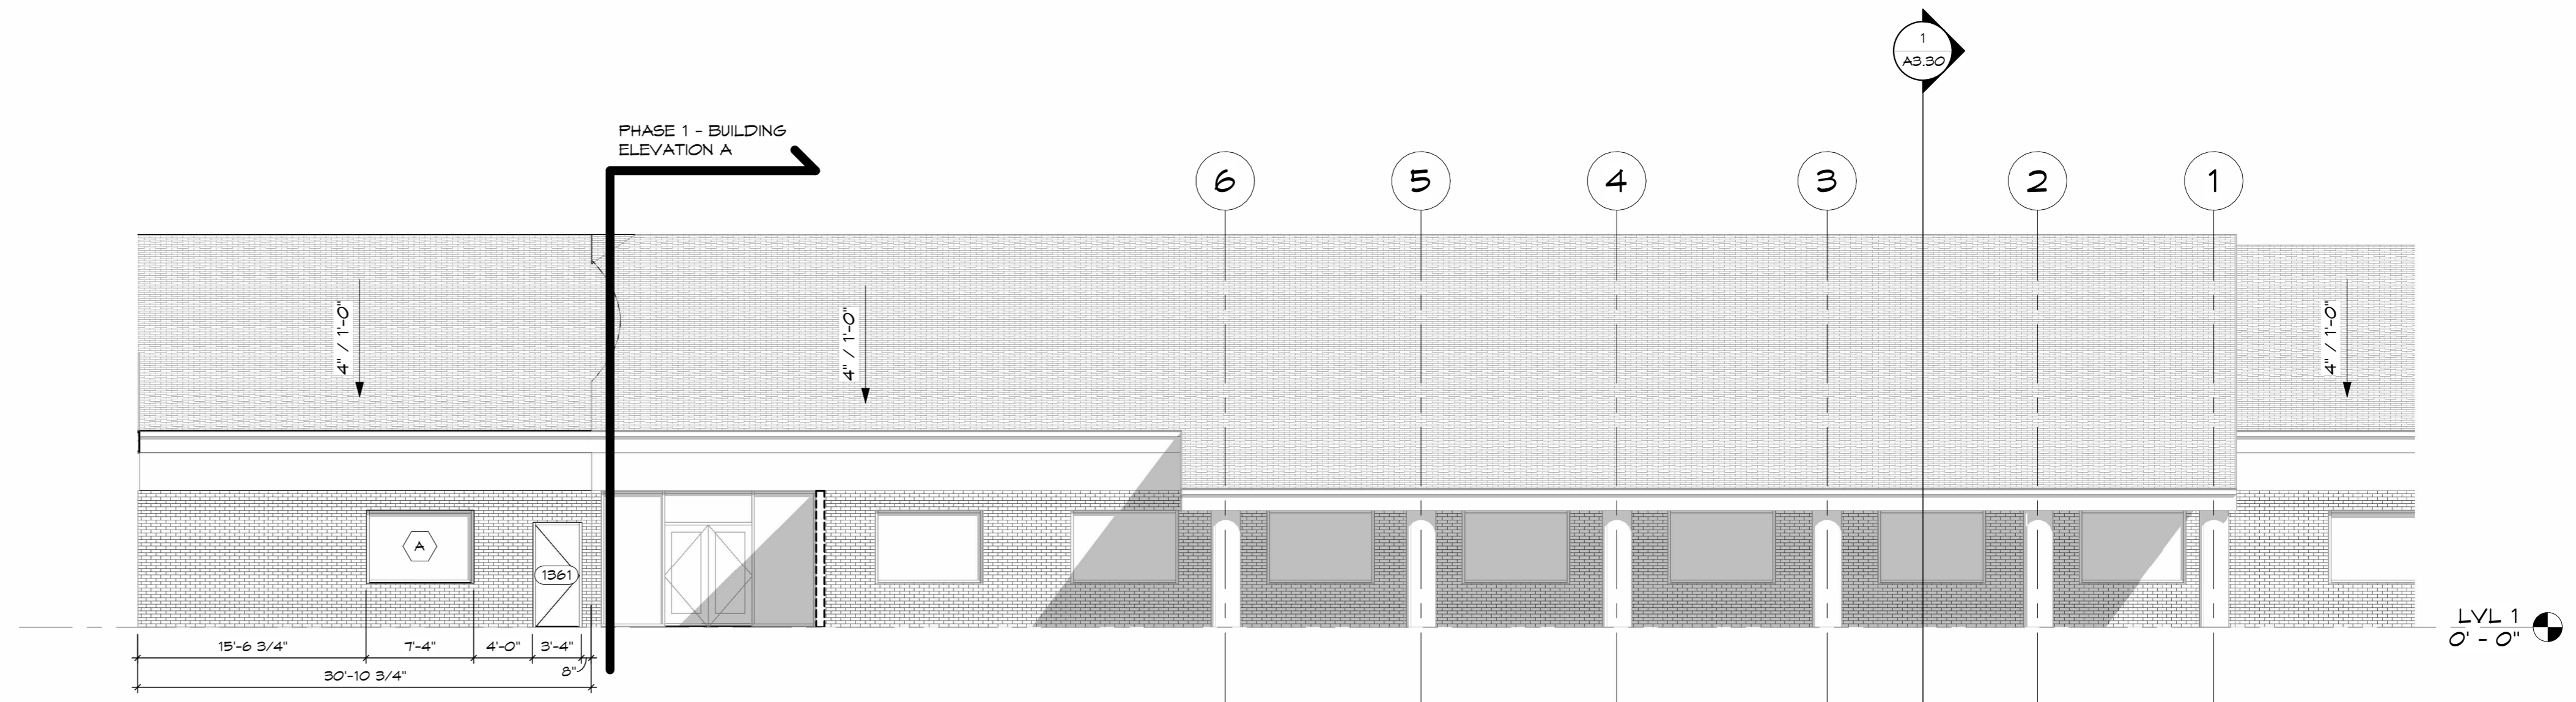 1
A3.30
PHASE 1 - BUILDING
ELEVATION A
6
5
4
3
2
1
4" / 1'-0"
4" / 1'-0"
4" / 1'-0"
A
1361
LVL 1
0' - 0"
15'-6 3/4"
7'-4"
4'-0"
3'-4"
8"
30'-10 3/4"